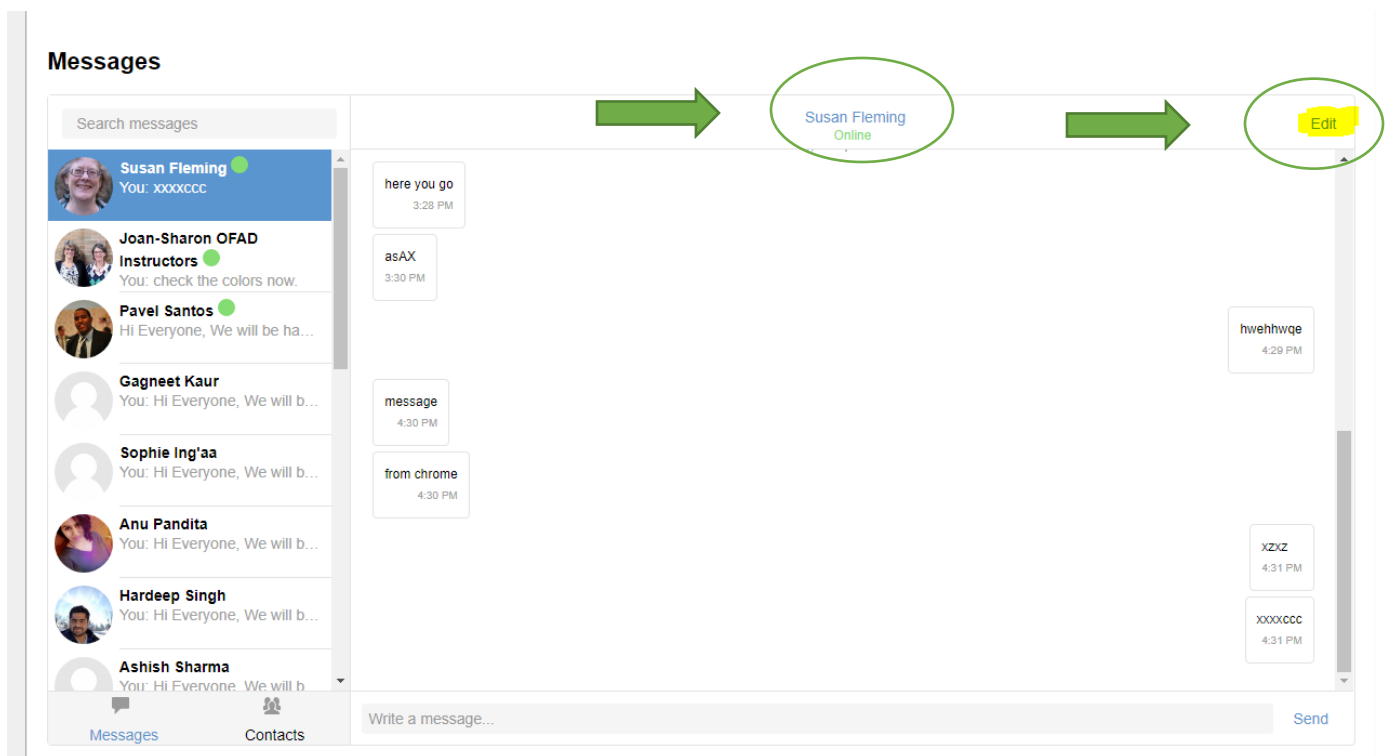 Messages
Search messages
Susan Fleming
You: xxxxccc
Joan-Sharon OFAD
Instructors
You: check the colors now.
Pavel Santos
Hi Everyone, We will be ha...
Gagneet Kaur
You: Hi Everyone, We will b...
Sophie Ing'aa
You: Hi Everyone, We will b...
Anu Pandita
You: Hi Everyone, We will b...
Hardeep Singh
You: Hi Everyone, We will b...
Ashish Sharma
You: Hi Everyone, We will b
Messages
Contacts
Susan Fleming
Online
Edit
here you go
3:28 PM
asAX
3:30 PM
hwehhwqe
4:29 PM
message
4:30 PM
from chrome
4:30 PM
xzxz
4:31 PM
xxxxccc
4:31 PM
Write a message...
Send